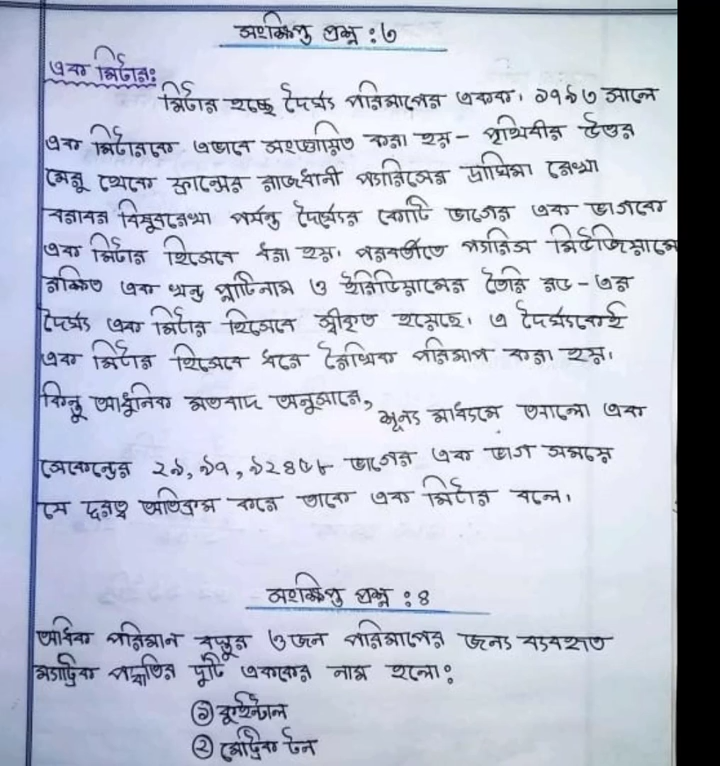 সংক্ষিপ্ত প্রশ্ন : ৩
এক মিটার:
মিটার হচ্ছে দৈর্ঘ্য পরিমাপের একক। ১৭৯৩ সালে
এক মিটারকে এভাবে সংজ্ঞায়িত করা হয় - পৃথিবীর উত্তর
মেরু থেকে ফ্রান্সের রাজধানী প্যারিসের দ্রাঘিমা রেখা
বরাবর বিষুবরেখা পর্যন্ত দৈর্ঘ্যের কোটি ভাগের এক ভাগকে
এক মিটার হিসেবে ধরা হয়। পরবর্তীতে প্যারিস মিউজিয়ামে
রক্ষিত এক খন্ড প্লাটিনাম ও ইরিডিয়ামের তৈরি রড - এর
দৈর্ঘ্য এক মিটার হিসেবে স্বীকৃত হয়েছে। এ দৈর্ঘ্যকেই
এক মিটার হিসেবে ধরে রৈখিক পরিমাপ করা হয়।
কিন্তু আধুনিক মতবাদ অনুসারে, শূন্য মাধ্যমে আলো এক
সেকেন্ডের ২৯,৯৭,৯২৪৫৮ ভাগের এক ভাগ সময়ে
যে দূরত্ব অতিক্রম করে তাকে এক মিটার বলে।
সংক্ষিপ্ত প্রশ্ন : ৪
অধিক পরিমান বস্তুর ওজন পরিমাপের জন্য ব্যবহৃত
ম্যাট্রিক পদ্ধতির দুটি এককের নাম হলো:
① কুইন্টাল
② মেট্রিক টন